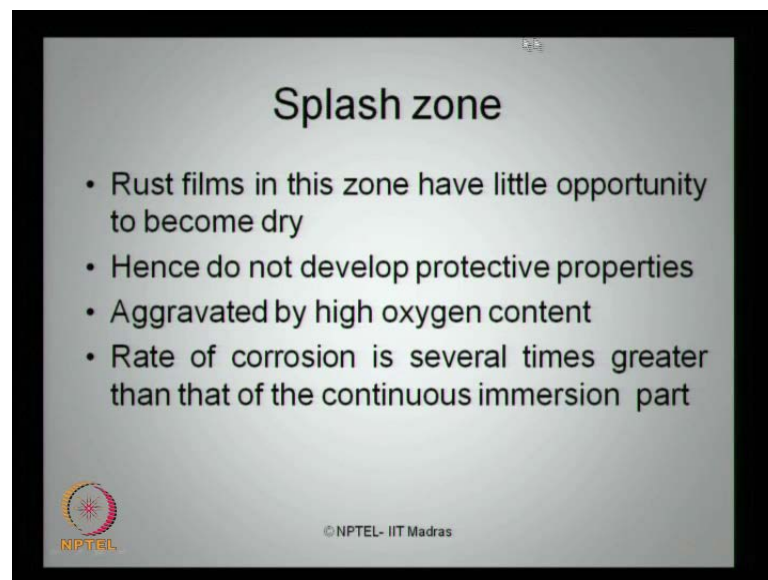 Splash zone
• Rust films in this zone have little opportunity
to become dry
• Hence do not develop protective properties
• Aggravated by high oxygen content
• Rate of corrosion is several times greater
than that of the continuous immersion part
NPTEL
© NPTEL- IIT Madras